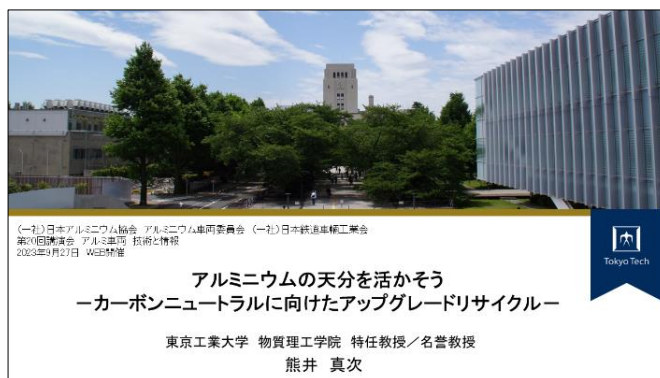 (一社)日本アルミニウム協会 アルミニウム車両委員会 (一社)日本鉄道車輌工業会
第20回講演会 アルミ車両 技術と情報
2023年9月27日 WEB開催
Tokyo Tech
アルミニウムの天分を活かそう
－カーボンニュートラルに向けたアップグレードリサイクル－
東京工業大学 物質理工学院 特任教授／名誉教授
熊井 真次